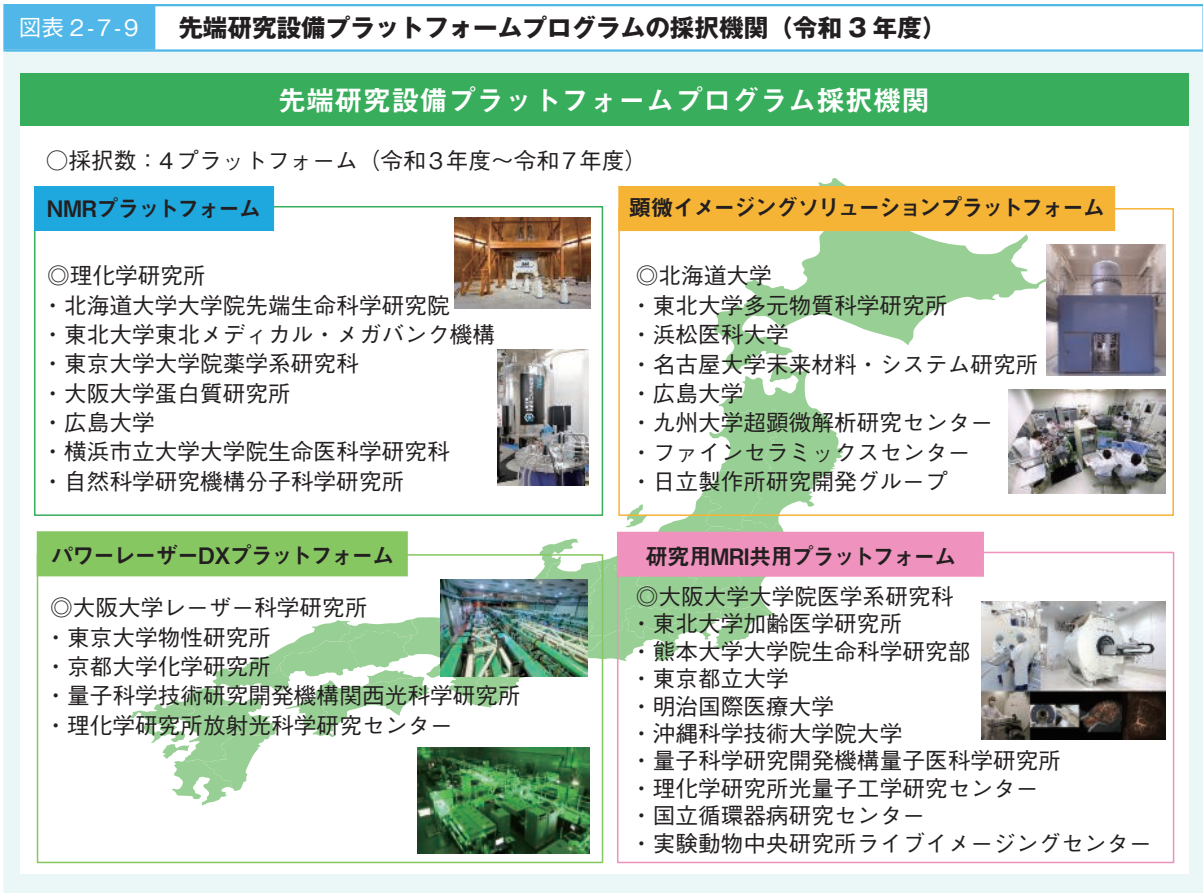 図表2-7-9 先端研究設備プラットフォームプログラムの採択機関（令和3年度）
先端研究設備プラットフォームプログラム採択機関
○採択数：4プラットフォーム（令和3年度～令和7年度）
NMRプラットフォーム
◎理化学研究所
・北海道大学大学院先端生命科学研究院
・東北大学東北メディカル・メガバンク機構
・東京大学大学院薬学系研究科
・大阪大学蛋白質研究所
・広島大学
・横浜市立大学大学院生命医科学研究科
・自然科学研究機構分子科学研究所
顕微イメージングソリューションプラットフォーム
◎北海道大学
・東北大学多元物質科学研究所
・浜松医科大学
・名古屋大学未来材料・システム研究所
・広島大学
・九州大学超顕微解析研究センター
・ファインセラミックスセンター
・日立製作所研究開発グループ
パワーレーザーDXプラットフォーム
◎大阪大学レーザー科学研究所
・東京大学物性研究所
・京都大学化学研究所
・量子科学技術研究開発機構関西光科学研究所
・理化学研究所放射光科学研究センター
研究用MRI共用プラットフォーム
◎大阪大学大学院医学系研究科
・東北大学加齢医学研究所
・熊本大学大学院生命科学研究部
・東京都立大学
・明治国際医療大学
・沖縄科学技術大学院大学
・量子科学研究開発機構量子医科学研究所
・理化学研究所光量子工学研究センター
・国立循環器病研究センター
・実験動物中央研究所ライブイメージングセンター